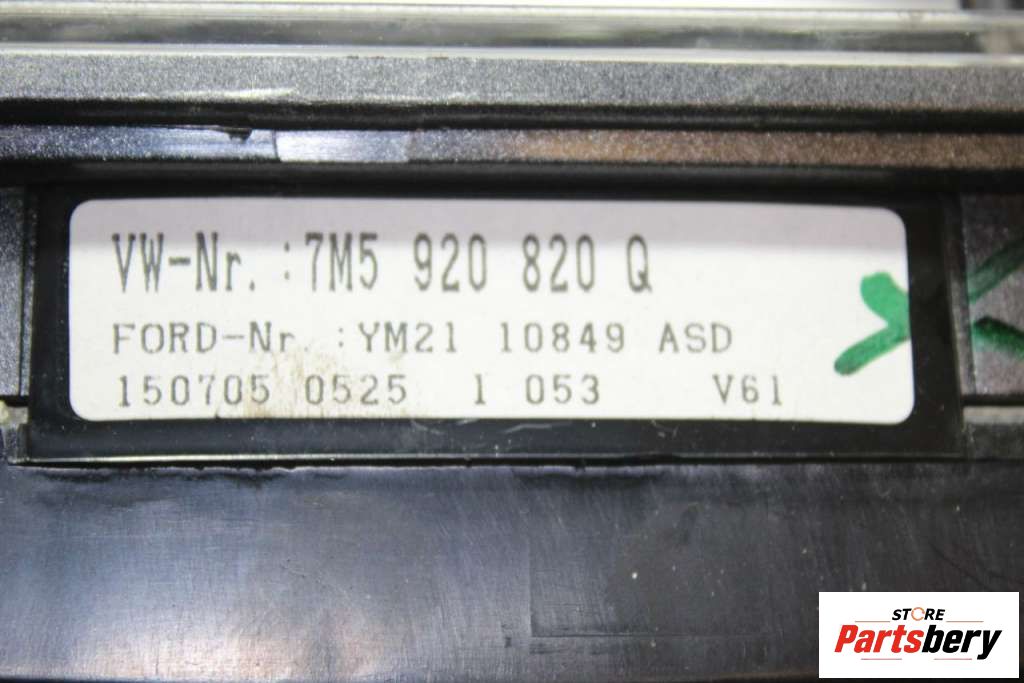 VW-Nr. :7M5 920 820 Q
FORD-Nr. :YM21 10849 ASD
150705 0525 1 053 V61
STORE
Partsbery